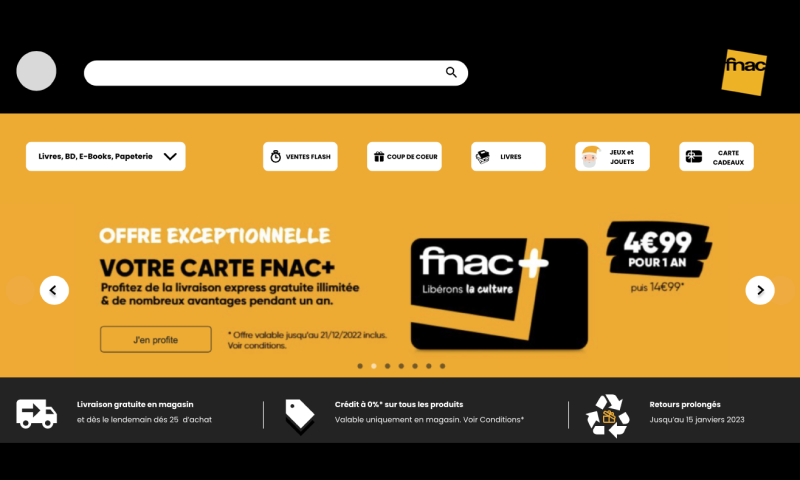 fnac
Livres, BD, E-Books, Papeterie
VENTES FLASH
COUP DE COEUR
LIVRES
JEUX et
JOUETS
CARTE
CADEAUX
OFFRE EXCEPTIONNELLE
VOTRE CARTE FNAC+
Profitez de la livraison express gratuite illimitée
& de nombreux avantages pendant un an.
J'en profite
* Offre valable jusqu'au 21/12/2022 inclus.
Voir conditions.
fnac+
Libérons la culture
4€99
POUR 1 AN
puis 14€99*
Livraison gratuite en magasin
et dès le lendemain dès 25 d'achat
Crédit à 0%* sur tous les produits
Valable uniquement en magasin. Voir Conditions*
Retours prolongés
Jusqu'au 15 janviers 2023